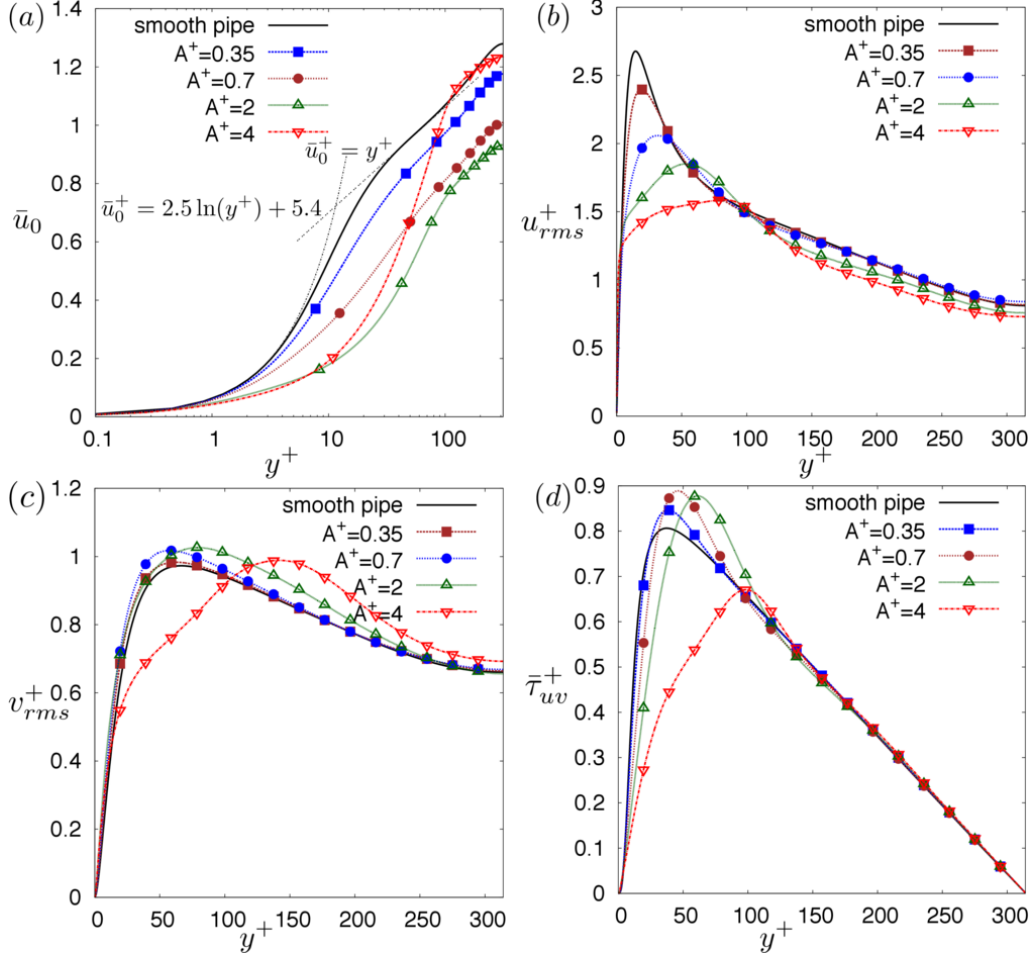 (a)
1.4
1.2
1
0.8
0.6
0.4
0.2
0
ū₀
smooth pipe
A⁺=0.35
A⁺=0.7
A⁺=2
A⁺=4
ū₀⁺ = y⁺
ū₀⁺ = 2.5 ln(y⁺) + 5.4
0.1 1 10 100
y⁺
(b)
3
2.5
2
1.5
1
0.5
0
u⁺rms
smooth pipe
A⁺=0.35
A⁺=0.7
A⁺=2
A⁺=4
0 50 100 150 200 250 300
y⁺
(c)
1.2
1
0.8
0.6
0.4
0.2
0
v⁺rms
smooth pipe
A⁺=0.35
A⁺=0.7
A⁺=2
A⁺=4
0 50 100 150 200 250 300
y⁺
(d)
0.9
0.8
0.7
0.6
0.5
0.4
0.3
0.2
0.1
0
τ̄⁺uv
smooth pipe
A⁺=0.35
A⁺=0.7
A⁺=2
A⁺=4
0 50 100 150 200 250 300
y⁺